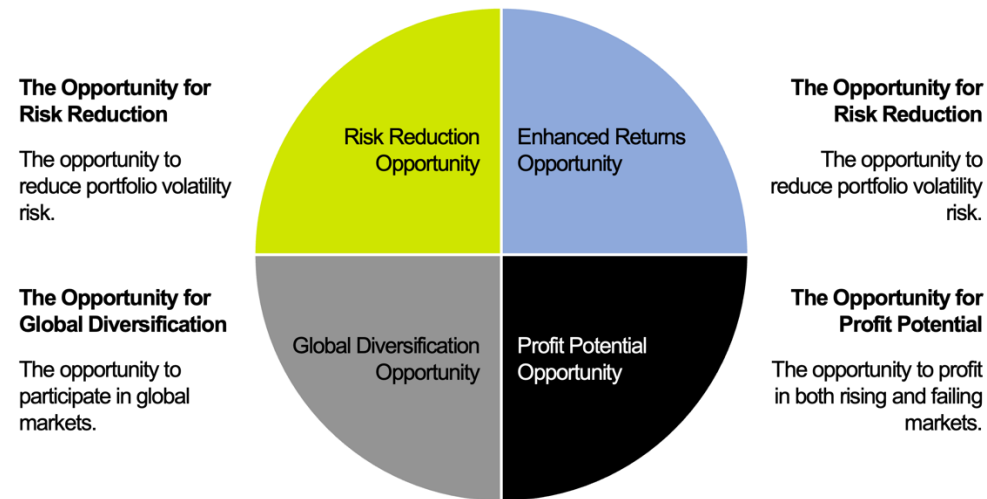 The Opportunity for
Risk Reduction
The opportunity to
reduce portfolio volatility
risk.
Risk Reduction
Opportunity
Enhanced Returns
Opportunity
The Opportunity for
Risk Reduction
The opportunity to
reduce portfolio volatility
risk.
The Opportunity for
Global Diversification
The opportunity to
participate in global
markets.
Global Diversification
Opportunity
Profit Potential
Opportunity
The Opportunity for
Profit Potential
The opportunity to profit
in both rising and failing
markets.